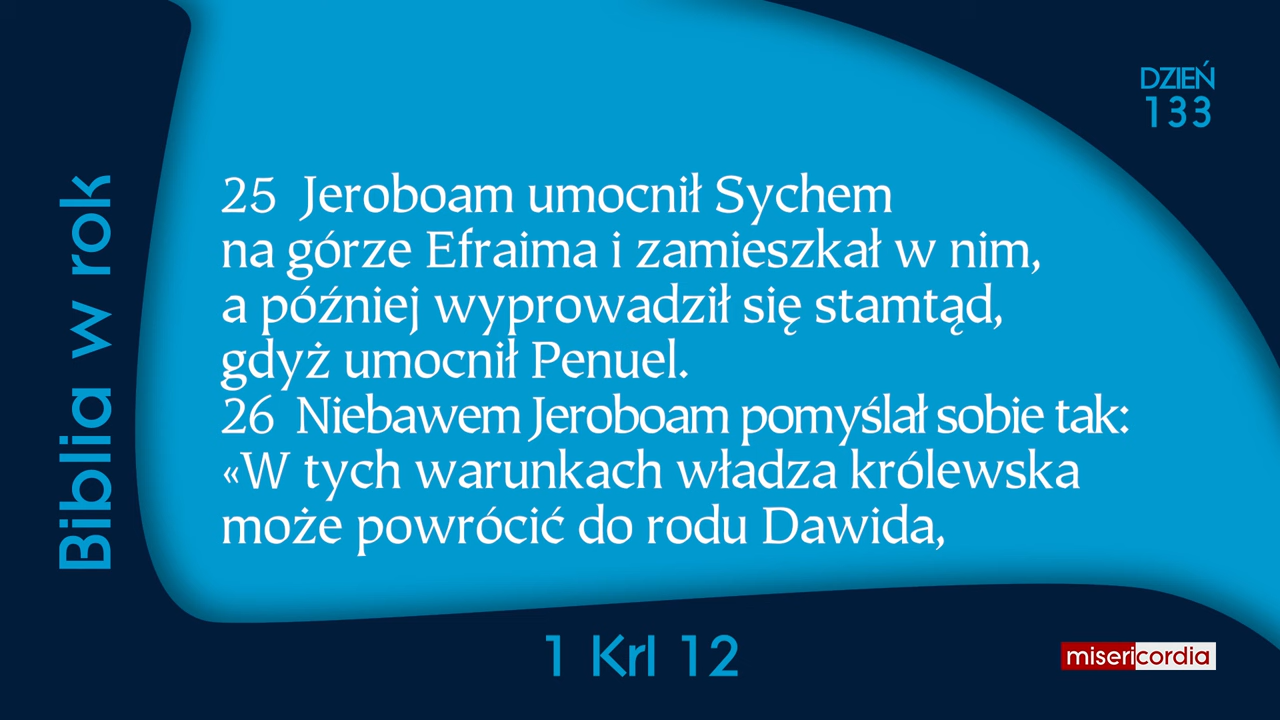 DZIEŃ
133
Biblia w rok
25 Jeroboam umocnił Sychem
na górze Efraima i zamieszkał w nim,
a później wyprowadził się stamtąd,
gdyż umocnił Penuel.
26 Niebawem Jeroboam pomyślał sobie tak:
«W tych warunkach władza królewska
może powrócić do rodu Dawida,
1 Krl 12
misericordia